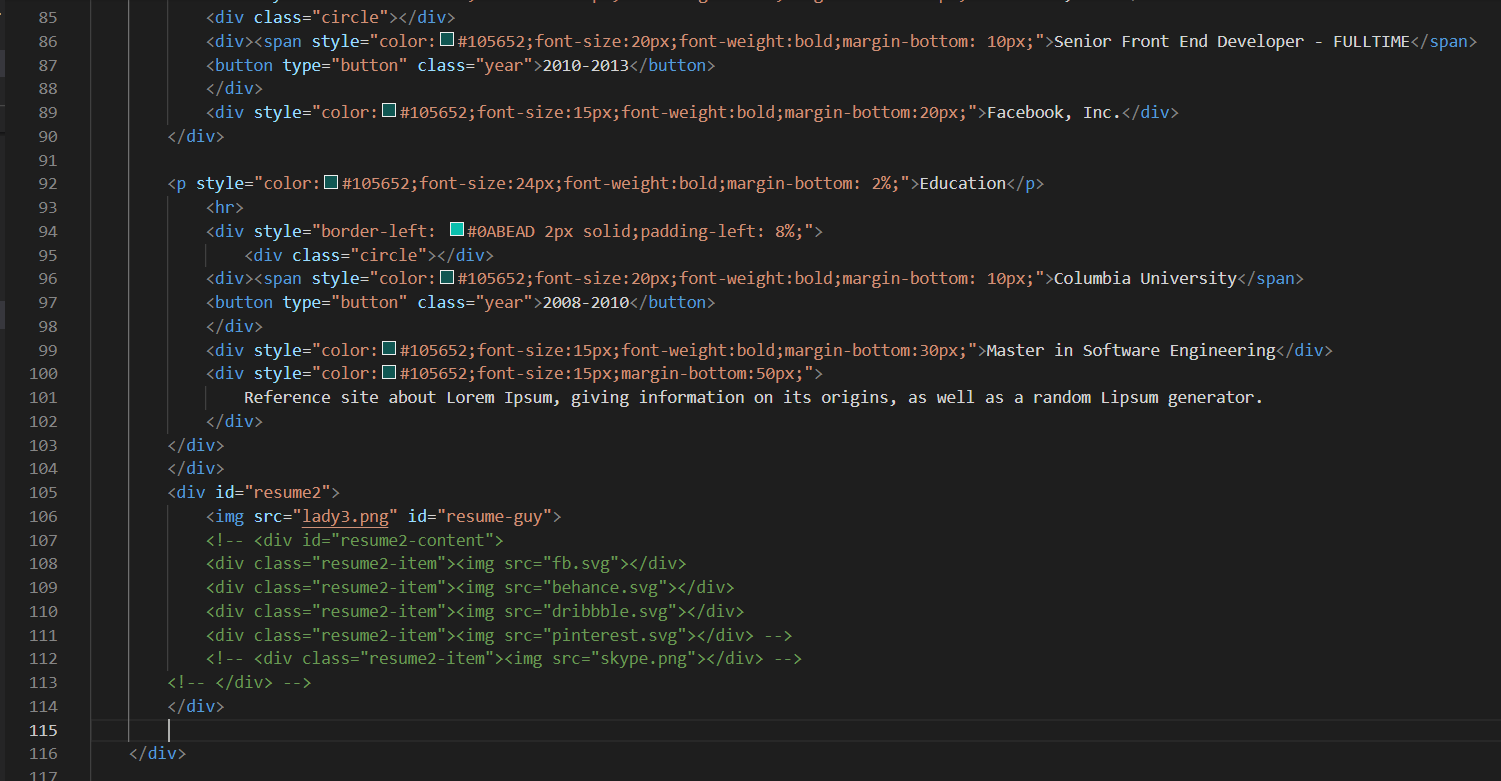 85 <div class="circle"></div>
86 <div><span style="color:#105652;font-size:20px;font-weight:bold;margin-bottom: 10px;">Senior Front End Developer - FULLTIME</span>
87 <button type="button" class="year">2010-2013</button>
88 </div>
89 <div style="color:#105652;font-size:15px;font-weight:bold;margin-bottom:20px;">Facebook, Inc.</div>
90 </div>
91
92 <p style="color:#105652;font-size:24px;font-weight:bold;margin-bottom: 2%;">Education</p>
93 <hr>
94 <div style="border-left: #0ABEAD 2px solid;padding-left: 8%;">
95 <div class="circle"></div>
96 <div><span style="color:#105652;font-size:20px;font-weight:bold;margin-bottom: 10px;">Columbia University</span>
97 <button type="button" class="year">2008-2010</button>
98 </div>
99 <div style="color:#105652;font-size:15px;font-weight:bold;margin-bottom:30px;">Master in Software Engineering</div>
100 <div style="color:#105652;font-size:15px;margin-bottom:50px;">
101 Reference site about Lorem Ipsum, giving information on its origins, as well as a random Lipsum generator.
102 </div>
103 </div>
104 </div>
105 <div id="resume2">
106 <img src="lady3.png" id="resume-guy">
107 <!-- <div id="resume2-content">
108 <div class="resume2-item"><img src="fb.svg"></div>
109 <div class="resume2-item"><img src="behance.svg"></div>
110 <div class="resume2-item"><img src="dribbble.svg"></div>
111 <div class="resume2-item"><img src="pinterest.svg"></div> -->
112 <!-- <div class="resume2-item"><img src="skype.png"></div> -->
113 <!-- </div> -->
114 </div>
115
116 </div>
117